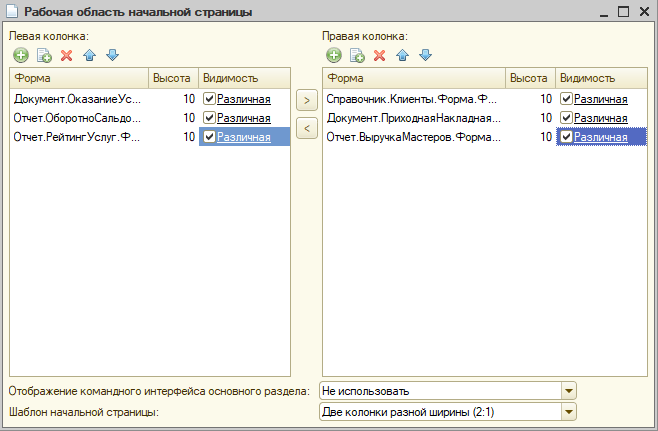 Рабочая область начальной страницы
Левая колонка:
Форма Высота Видимость
Документ.ОказаниеУс... 10 Различная
Отчет.ОборотноСальдо... 10 Различная
Отчет.РейтингУслуг.Ф... 10 Различная
>
<
Правая колонка:
Форма Высота Видимость
Справочник.Клиенты.Форма.Ф... 10 Различная
Документ.ПриходнаяНакладная... 10 Различная
Отчет.ВыручкаМастеров.Форма... 10 Различная
Отображение командного интерфейса основного раздела: Не использовать
Шаблон начальной страницы: Две колонки разной ширины (2:1)